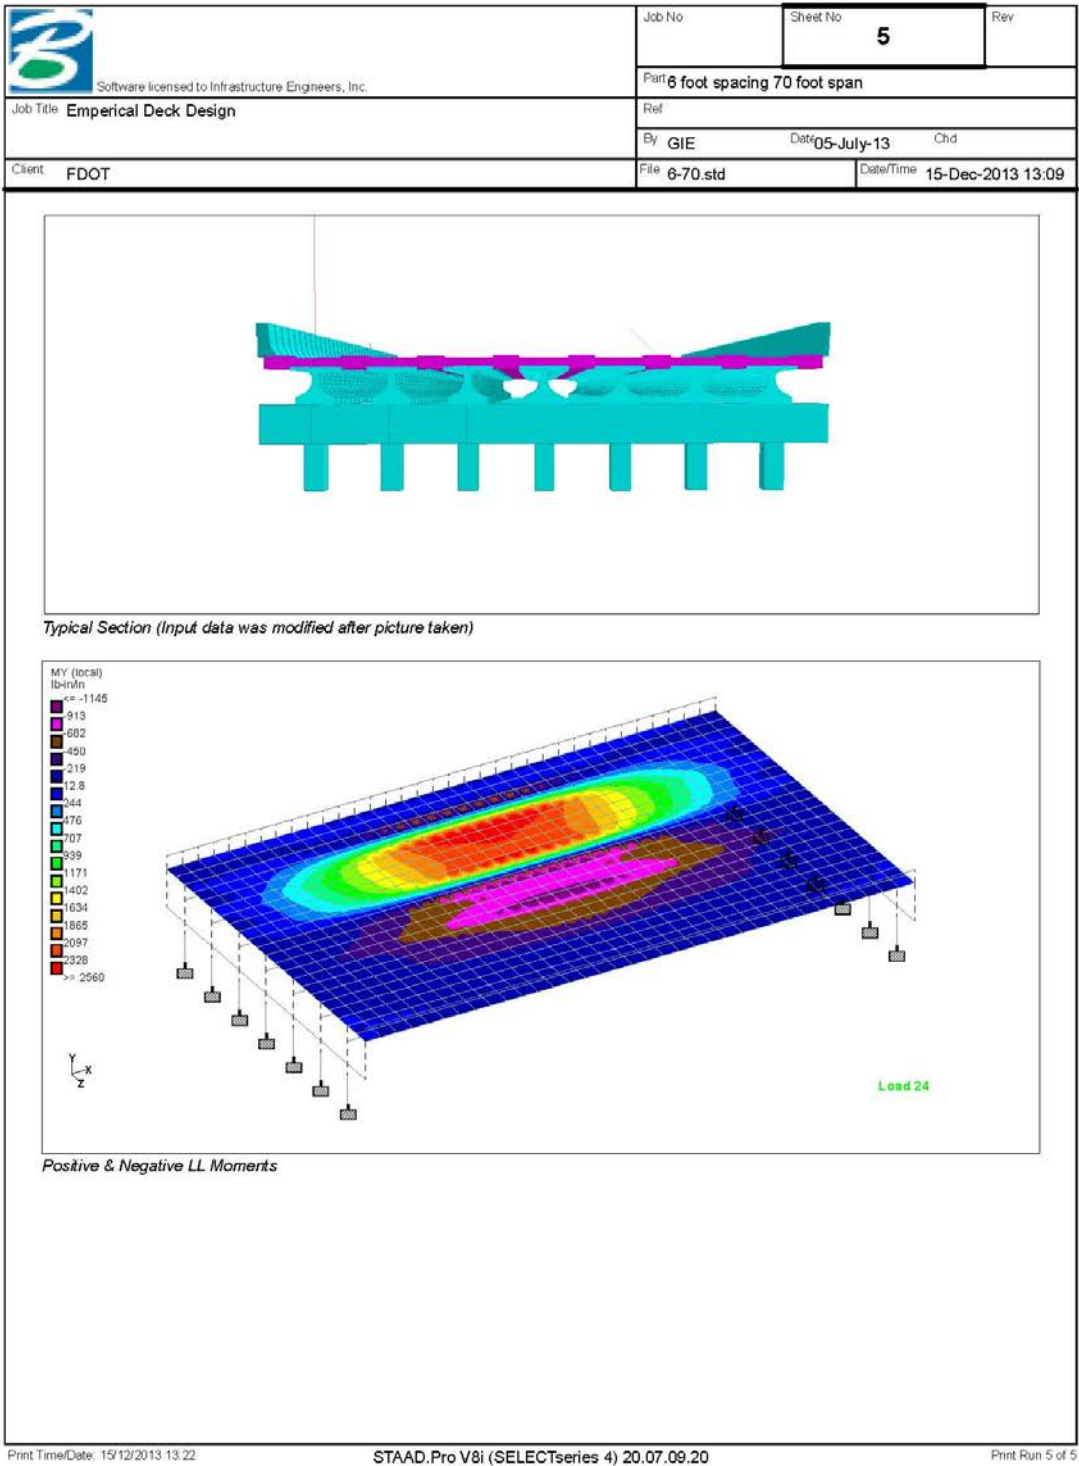 Job No
Sheet No
5
Rev
Software licensed to Infrastructure Engineers, Inc.
Part 6 foot spacing 70 foot span
Job Title Emperical Deck Design
Ref
By GIE
Date 05-July-13
Chd
Client FDOT
File 6-70.std
Date/Time 15-Dec-2013 13:09
Typical Section (Input data was modified after picture taken)
MY (local)
lb-in/in
<= -1145
-913
-682
-450
-219
12.8
244
476
707
939
1171
1402
1634
1865
2097
2328
>= 2560
Y
X
Z
Load 24
Positive & Negative LL Moments
Print Time/Date: 15/12/2013 13:22
STAAD.Pro V8i (SELECTseries 4) 20.07.09.20
Print Run 5 of 5